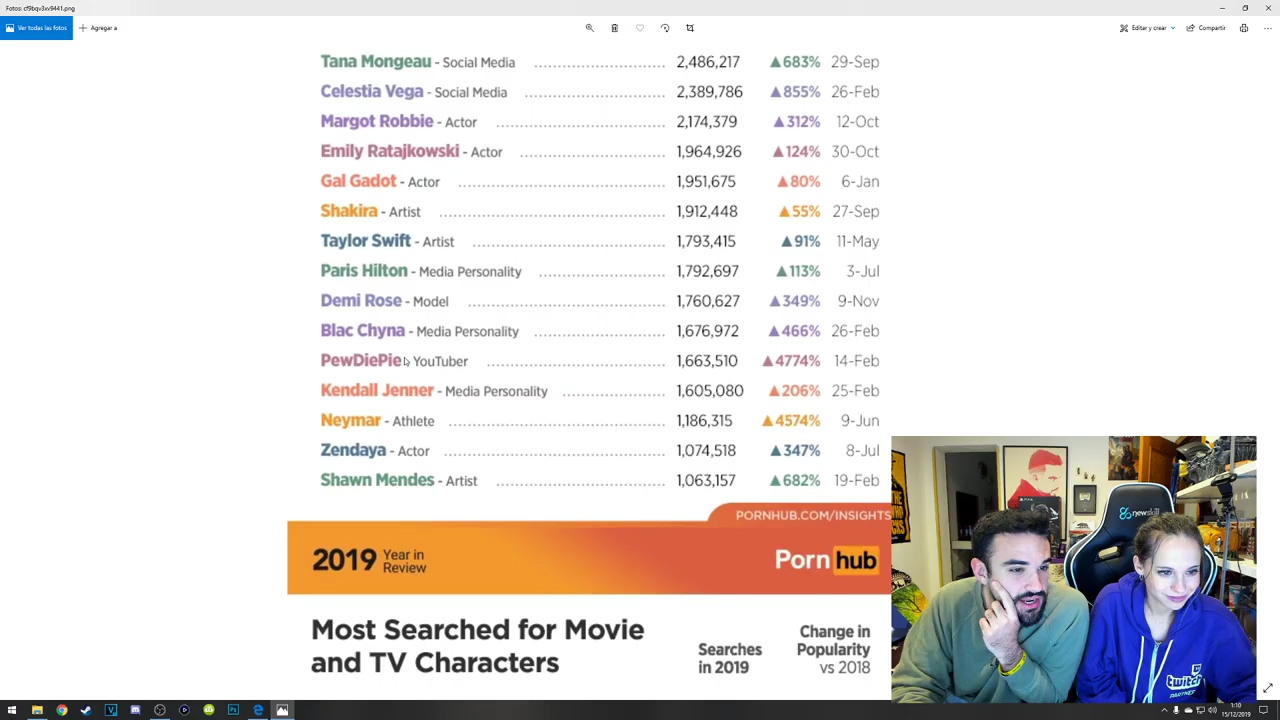 Fotos: cf9bqv3xv9441.png
Ver todas las fotos
Agregar a
Editar y crear
Compartir
Tana Mongeau - Social Media 2,486,217 ▲683% 29-Sep
Celestia Vega - Social Media 2,389,786 ▲855% 26-Feb
Margot Robbie - Actor 2,174,379 ▲312% 12-Oct
Emily Ratajkowski - Actor 1,964,926 ▲124% 30-Oct
Gal Gadot - Actor 1,951,675 ▲80% 6-Jan
Shakira - Artist 1,912,448 ▲55% 27-Sep
Taylor Swift - Artist 1,793,415 ▲91% 11-May
Paris Hilton - Media Personality 1,792,697 ▲113% 3-Jul
Demi Rose - Model 1,760,627 ▲349% 9-Nov
Blac Chyna - Media Personality 1,676,972 ▲466% 26-Feb
PewDiePie YouTuber 1,663,510 ▲4774% 14-Feb
Kendall Jenner - Media Personality 1,605,080 ▲206% 25-Feb
Neymar - Athlete 1,186,315 ▲4574% 9-Jun
Zendaya - Actor 1,074,518 ▲347% 8-Jul
Shawn Mendes - Artist 1,063,157 ▲682% 19-Feb
PORNHUB.COM/INSIGHTS
2019 Year in
Review
Porn hub
Most Searched for Movie
and TV Characters
Searches
in 2019
Change in
Popularity
vs 2018
newskill
twitch
PARTNER
1:10
15/12/2019